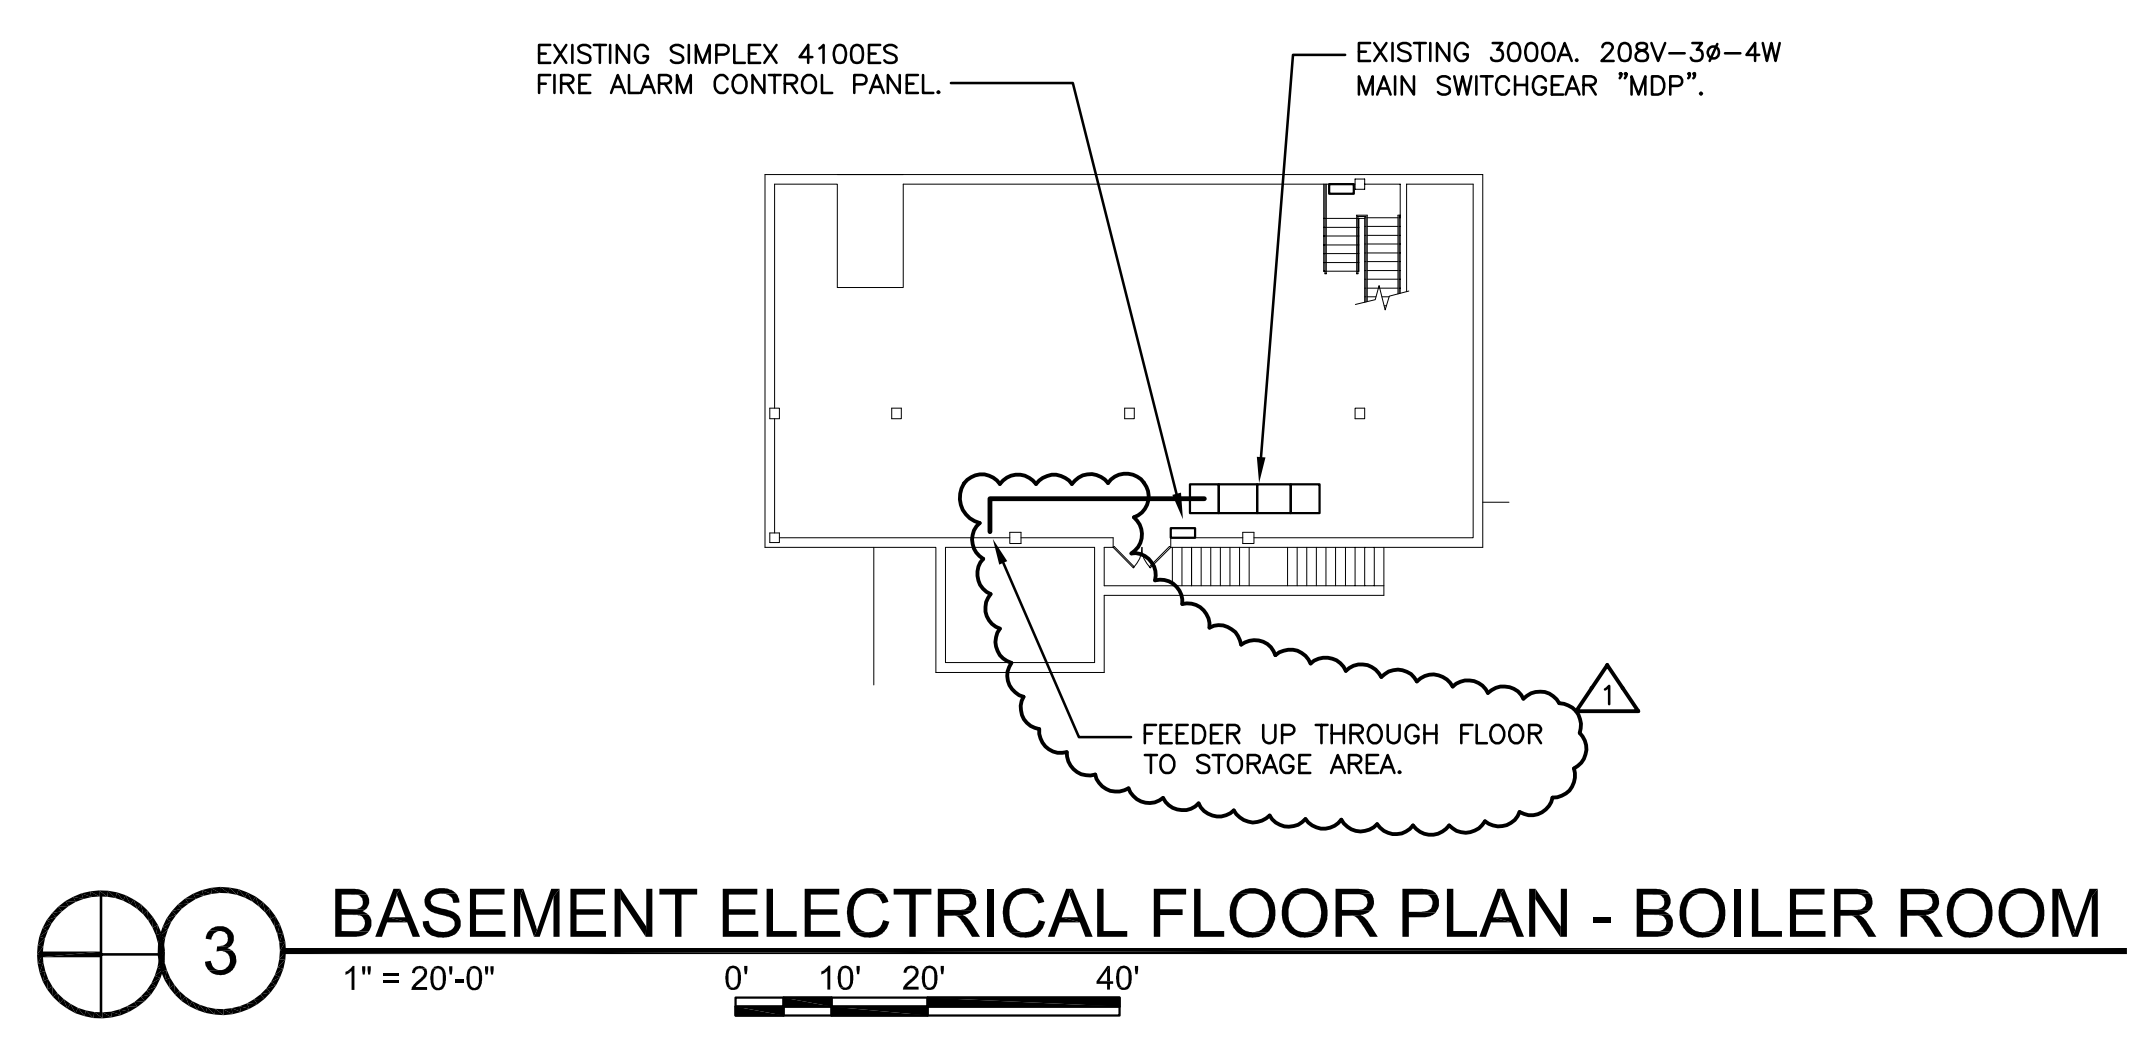 EXISTING SIMPLEX 4100ES
FIRE ALARM CONTROL PANEL.
EXISTING 3000A. 208V-3ø-4W
MAIN SWITCHGEAR "MDP".
1
FEEDER UP THROUGH FLOOR
TO STORAGE AREA.
3
BASEMENT ELECTRICAL FLOOR PLAN - BOILER ROOM
1" = 20'-0"
0' 10' 20' 40'